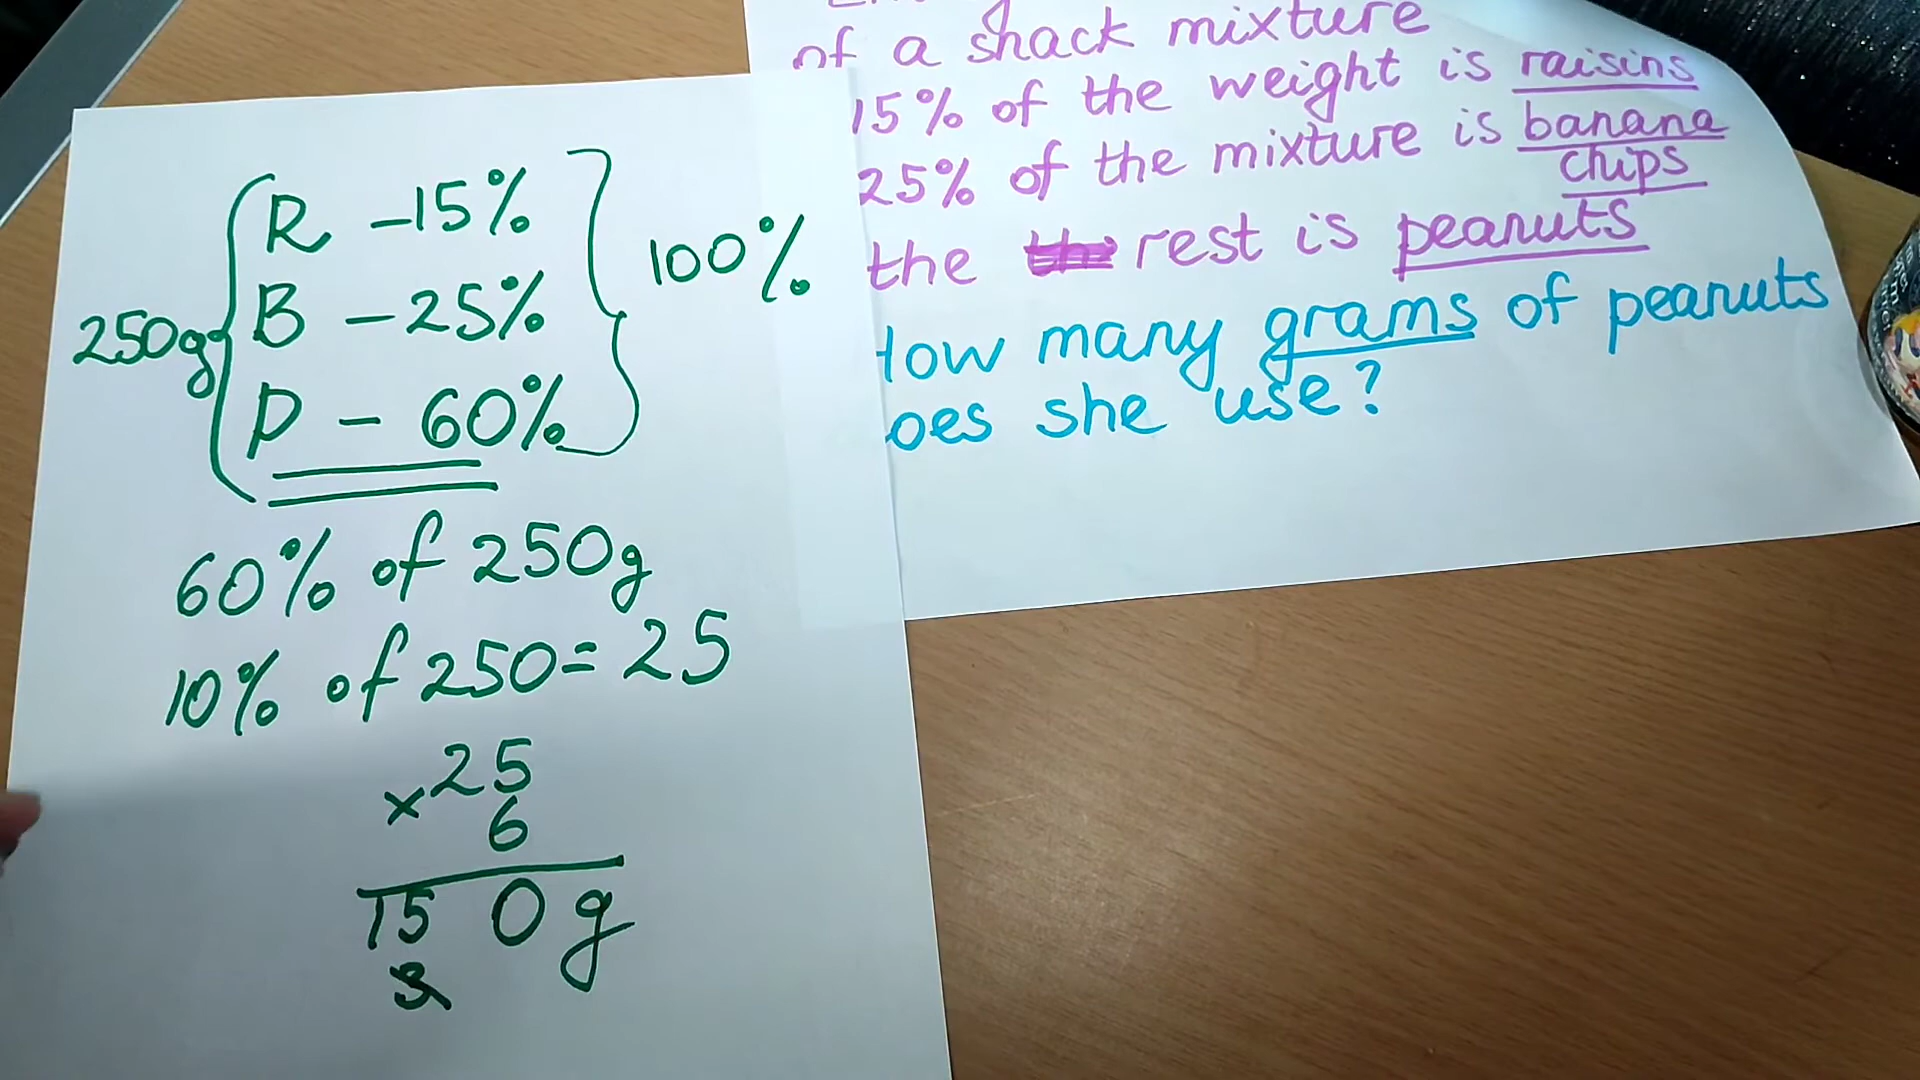 R - 15%
B - 25%
P - 60%
250g
100%
60% of 250g
10% of 250 = 25
× 25
6
150g
3
of a snack mixture
15% of the weight is raisins
25% of the mixture is banana
chips
the rest is peanuts
How many grams of peanuts
oes she use?